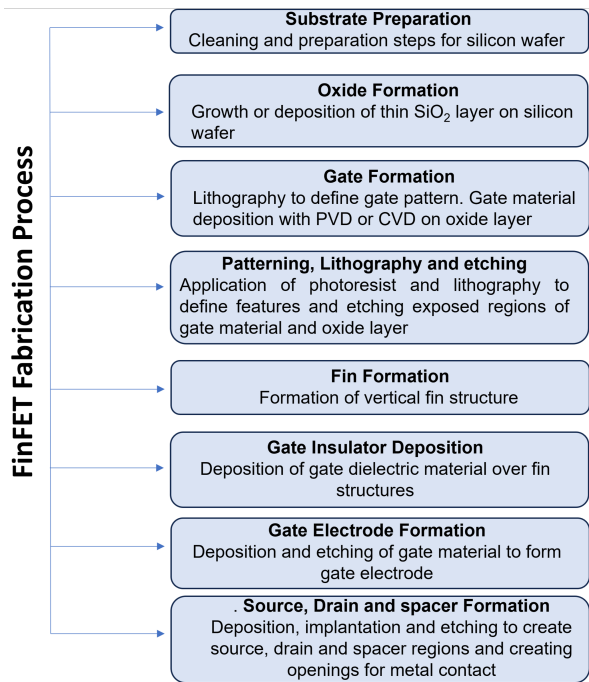 FinFET Fabrication Process
Substrate Preparation
Cleaning and preparation steps for silicon wafer
Oxide Formation
Growth or deposition of thin SiO₂ layer on silicon
wafer
Gate Formation
Lithography to define gate pattern. Gate material
deposition with PVD or CVD on oxide layer
Patterning, Lithography and etching
Application of photoresist and lithography to
define features and etching exposed regions of
gate material and oxide layer
Fin Formation
Formation of vertical fin structure
Gate Insulator Deposition
Deposition of gate dielectric material over fin
structures
Gate Electrode Formation
Deposition and etching of gate material to form
gate electrode
. Source, Drain and spacer Formation
Deposition, implantation and etching to create
source, drain and spacer regions and creating
openings for metal contact